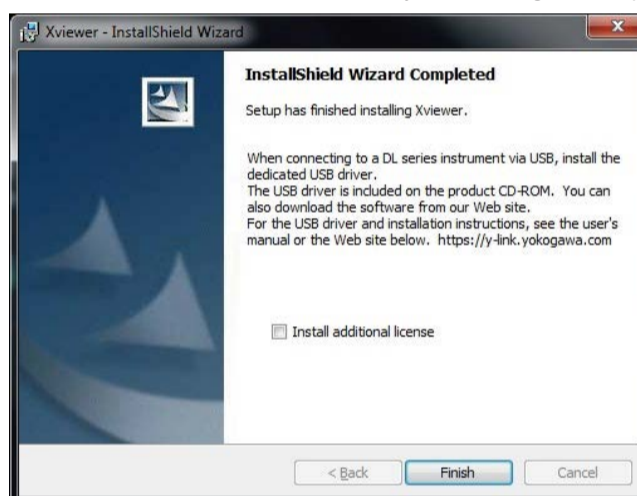 Xviewer - InstallShield Wizard
InstallShield Wizard Completed
Setup has finished installing Xviewer.
When connecting to a DL series instrument via USB, install the
dedicated USB driver.
The USB driver is included on the product CD-ROM. You can
also download the software from our Web site.
For the USB driver and installation instructions, see the user's
manual or the Web site below. https://y-link.yokogawa.com
Install additional license
< Back
Finish
Cancel